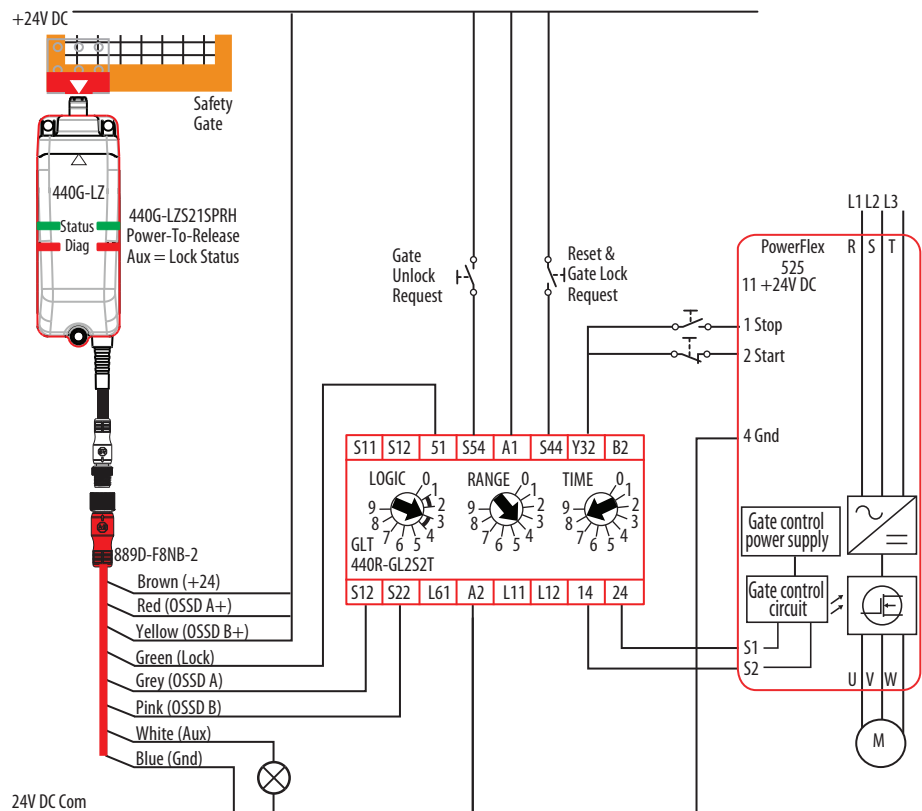 +24V DC
Safety
Gate
440G-LZ
Status
Diag
440G-LZS21SPRH
Power-To-Release
Aux = Lock Status
Gate
Unlock
Request
Reset &
Gate Lock
Request
L1 L2 L3
R S T
PowerFlex
525
11 +24V DC
1 Stop
2 Start
4 Gnd
S11 S12 51 S54 A1 S44 Y32 B2
LOGIC 0 1 2 3 4 5 6 7 8 9
RANGE 0 1 2 3 4 5 6 7 8 9
TIME 0 1 2 3 4 5 6 7 8 9
GLT
440R-GL2S2T
S12 S22 L61 A2 L11 L12 14 24
Gate control
power supply
Gate control
circuit
S1
S2
U V W
M
889D-F8NB-2
Brown (+24)
Red (OSSD A+)
Yellow (OSSD B+)
Green (Lock)
Grey (OSSD A)
Pink (OSSD B)
White (Aux)
Blue (Gnd)
24V DC Com